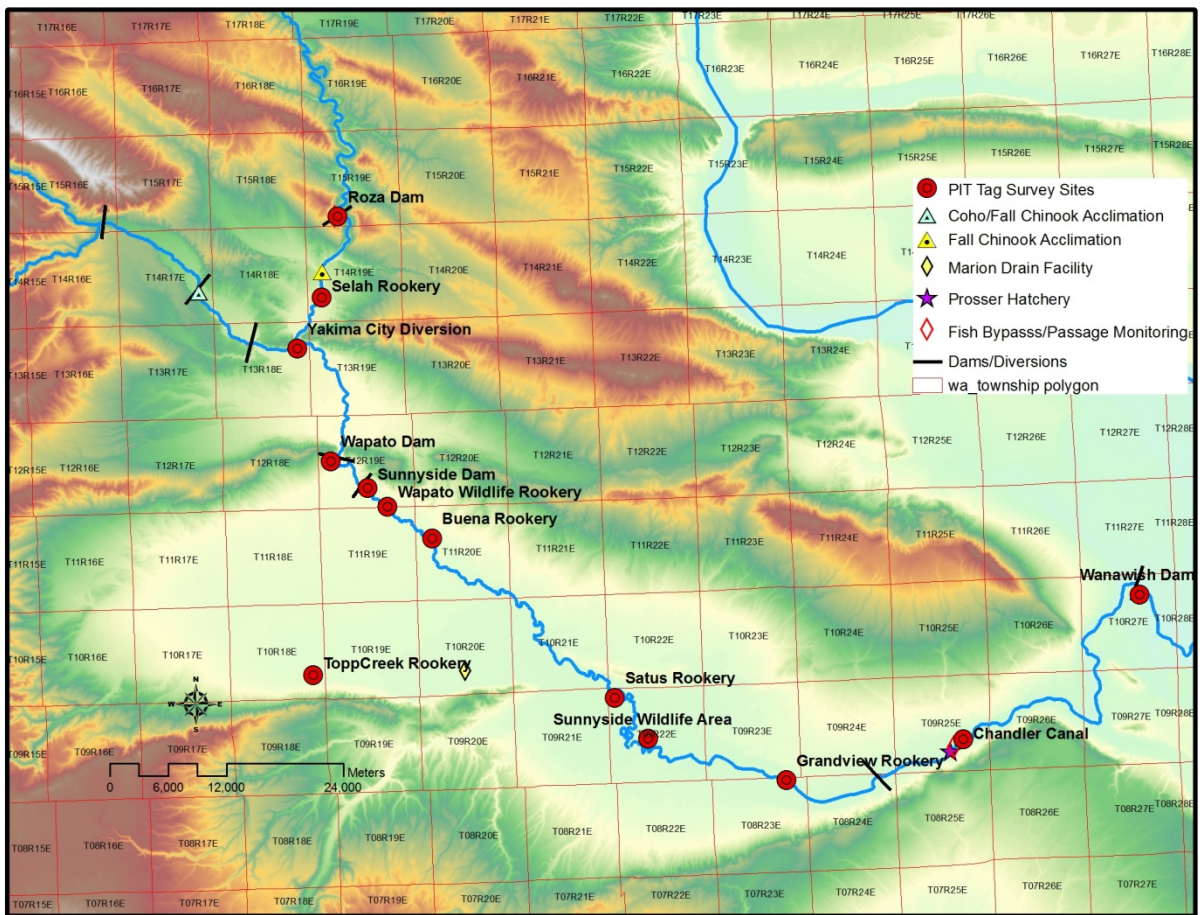 T17R16E T17R17E T17R18E T17R19E T17R20E T17R21E T17R22E T17R23E T17R24E T17R25E T17R26E
T16R15E T16R16E T16R17E T16R18E T16R19E T16R20E T16R21E T16R22E T16R23E T16R24E T16R25E T16R26E T16R27E T16R28E
T15R15E T15R16E T15R17E T15R18E T15R19E T15R20E T15R21E T15R22E T15R23E T15R24E T15R25E T15R26E T15R27E T15R28E
Roza Dam
PIT Tag Survey Sites
Coho/Fall Chinook Acclimation
Fall Chinook Acclimation
Marion Drain Facility
Prosser Hatchery
Fish Bypasss/Passage Monitoring
Dams/Diversions
wa_township polygon
T14R15E T14R16E T14R17E T14R18E T14R19E T14R20E T14R21E T14R22E T14R23E T14R24E
Selah Rookery
Yakima City Diversion
T13R15E T13R16E T13R17E T13R18E T13R19E T13R20E T13R21E T13R22E T13R23E T13R24E
Wapato Dam
T12R15E T12R16E T12R17E T12R18E T12R19E T12R20E T12R21E T12R22E T12R23E T12R24E T12R25E T12R26E T12R27E T12R28E
Sunnyside Dam
Wapato Wildlife Rookery
Buena Rookery
T11R15E T11R16E T11R17E T11R18E T11R19E T11R20E T11R21E T11R22E T11R23E T11R24E T11R25E T11R26E T11R27E T11R28E
Wanawish Dam
T10R15E T10R16E T10R17E T10R18E T10R19E T10R20E T10R21E T10R22E T10R23E T10R24E T10R25E T10R26E T10R27E T10R28E
ToppCreek Rookery
Satus Rookery
Sunnyside Wildlife Area
N
W E
S
T09R15E T09R16E T09R17E T09R18E T09R19E T09R20E T09R21E T09R22E T09R23E T09R24E T09R25E T09R26E T09R27E T09R28E
Chandler Canal
Grandview Rookery
Meters
0 6,000 12,000 24,000
T08R15E T08R16E T08R17E T08R18E T08R19E T08R20E T08R21E T08R22E T08R23E T08R24E T08R25E T08R26E T08R27E T08R28E
T07R15E T07R16E T07R17E T07R18E T07R19E T07R20E T07R21E T07R22E T07R23E T07R24E T07R25E T07R26E T07R27E